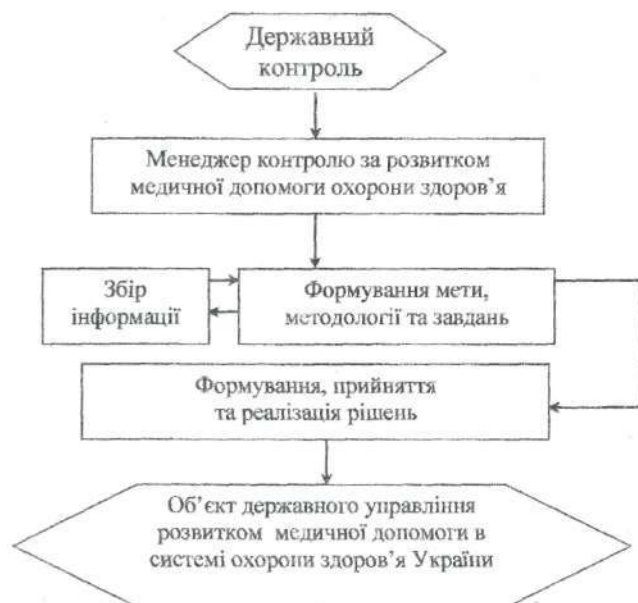 Державний
контроль
Менеджер контролю за розвитком
медичної допомоги охорони здоров’я
Збір
інформації
Формування мети,
методології та завдань
Формування, прийняття
та реалізація рішень
Об’єкт державного управління
розвитком медичної допомоги в
системі охорони здоров’я України